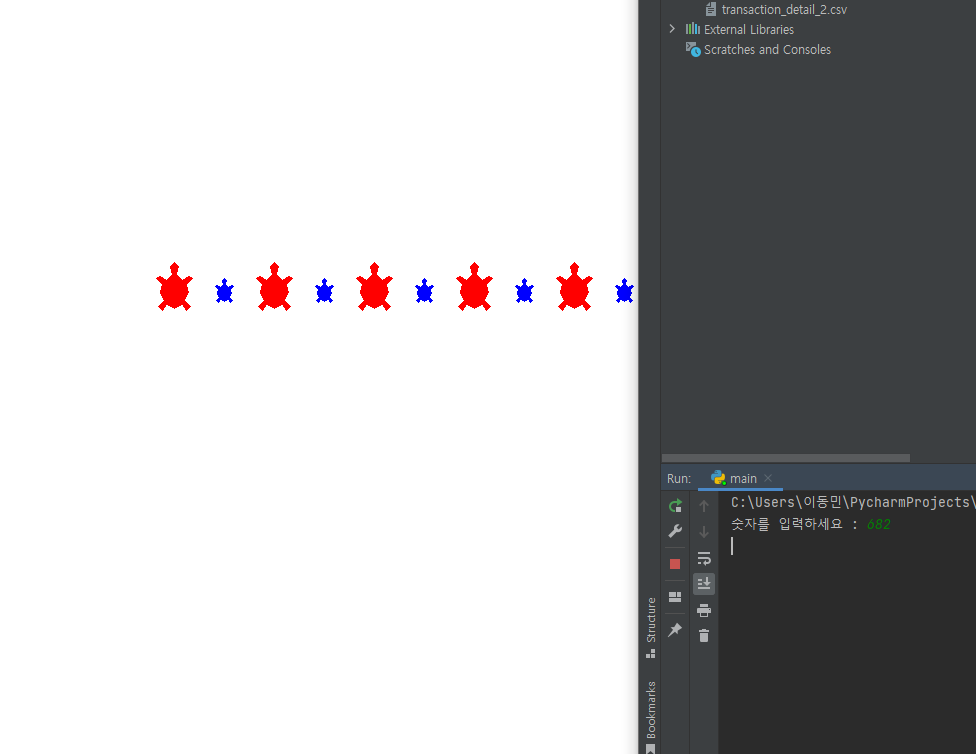 transaction_detail_2.csv
External Libraries
Scratches and Consoles
Run: main
C:\Users\이동민\PycharmProjects\
숫자를 입력하세요 : 682
Structure
Bookmarks